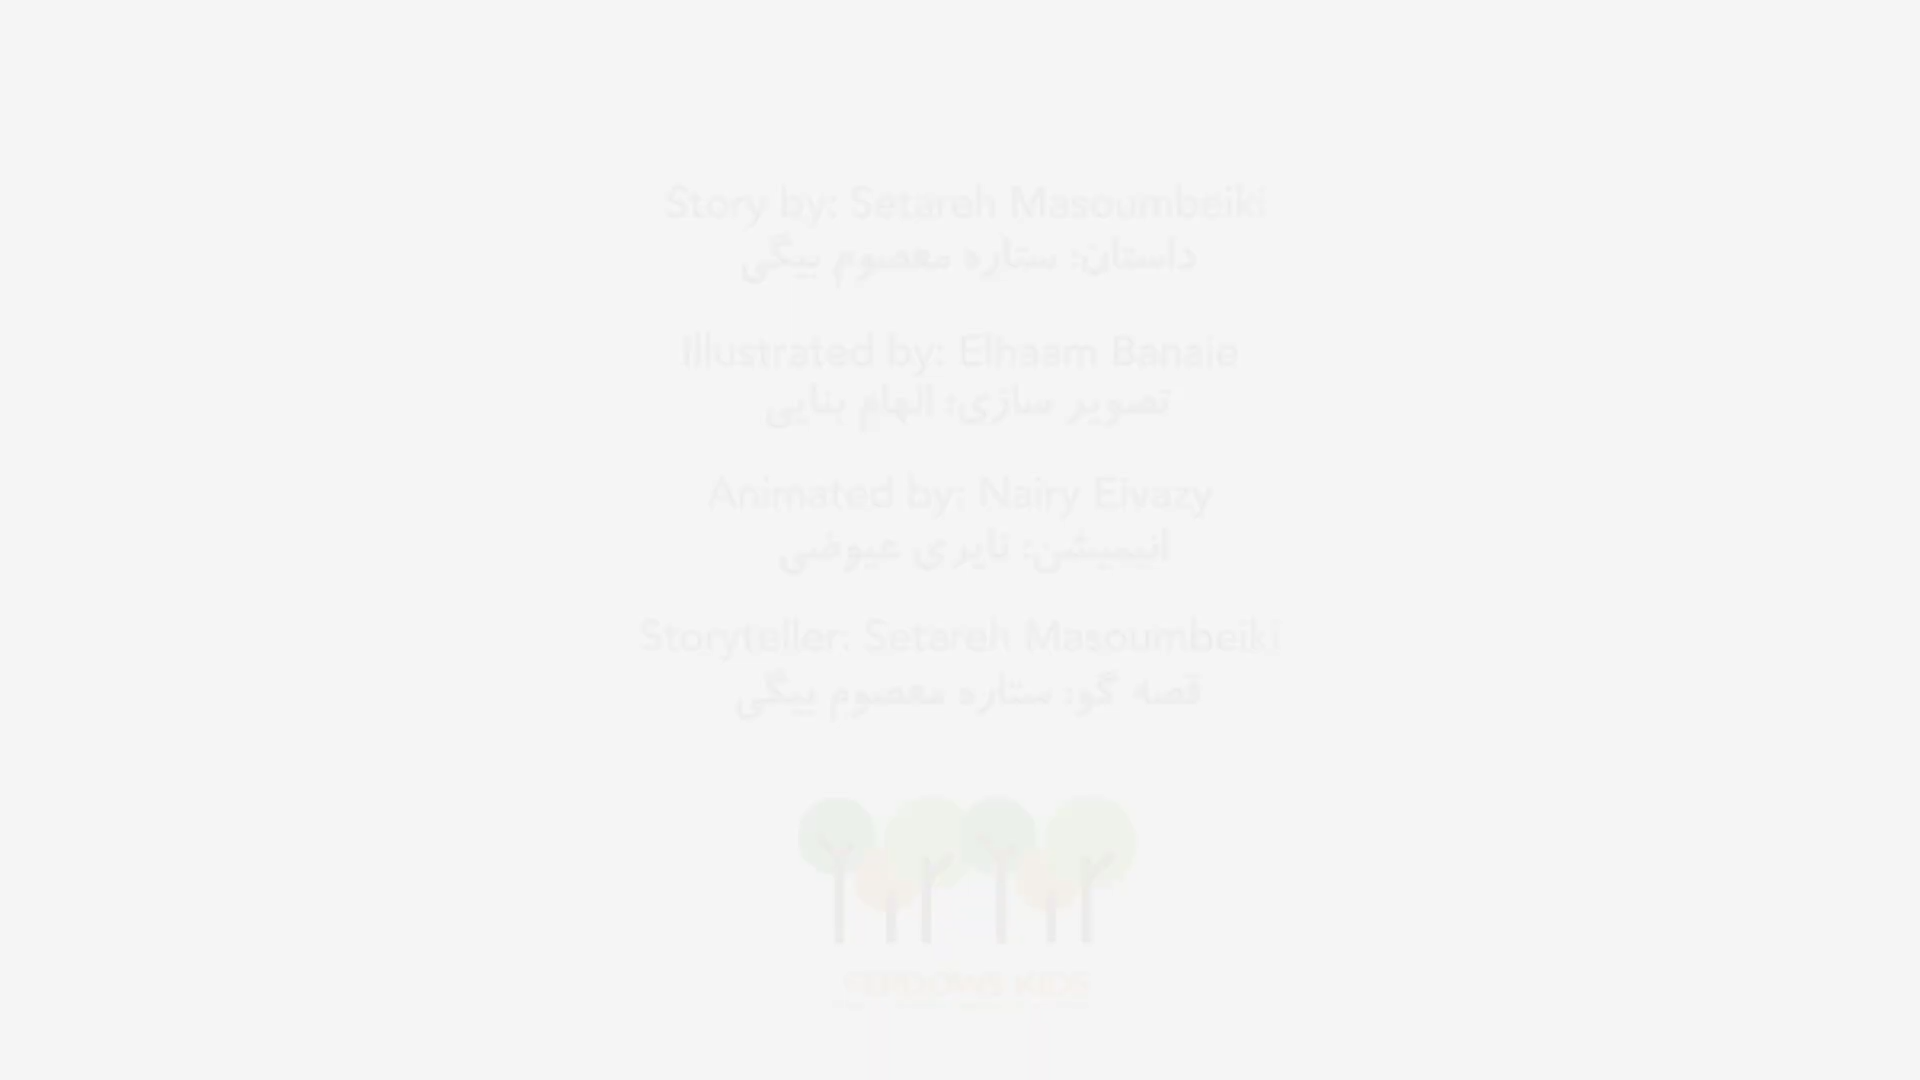 Story by: Setareh Masoumbeiki
داستان: ستاره معصوم بیگی
Illustrated by: Elhaam Banaie
تصویر سازی: الهام بنایی
Animated by: Nairy Eivazy
انیمیشن: نایری عیوضی
Storyteller: Setareh Masoumbeiki
قصه گو: ستاره معصوم بیگی
KIDS